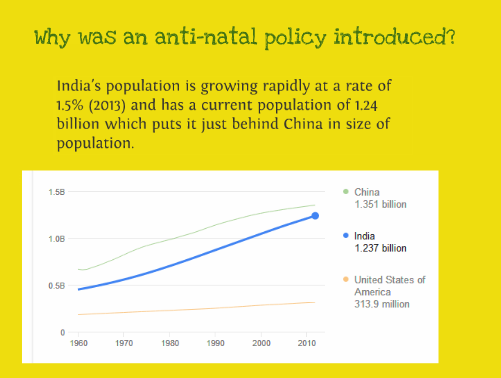 Why was an anti-natal policy introduced?
India's population is growing rapidly at a rate of
1.5% (2013) and has a current population of 1.24
billion which puts it just behind China in size of
population.
1.5B
1.0B
0.5B
0
1960 1970 1980 1990 2000 2010
China
1.351 billion
India
1.237 billion
United States of
America
313.9 million